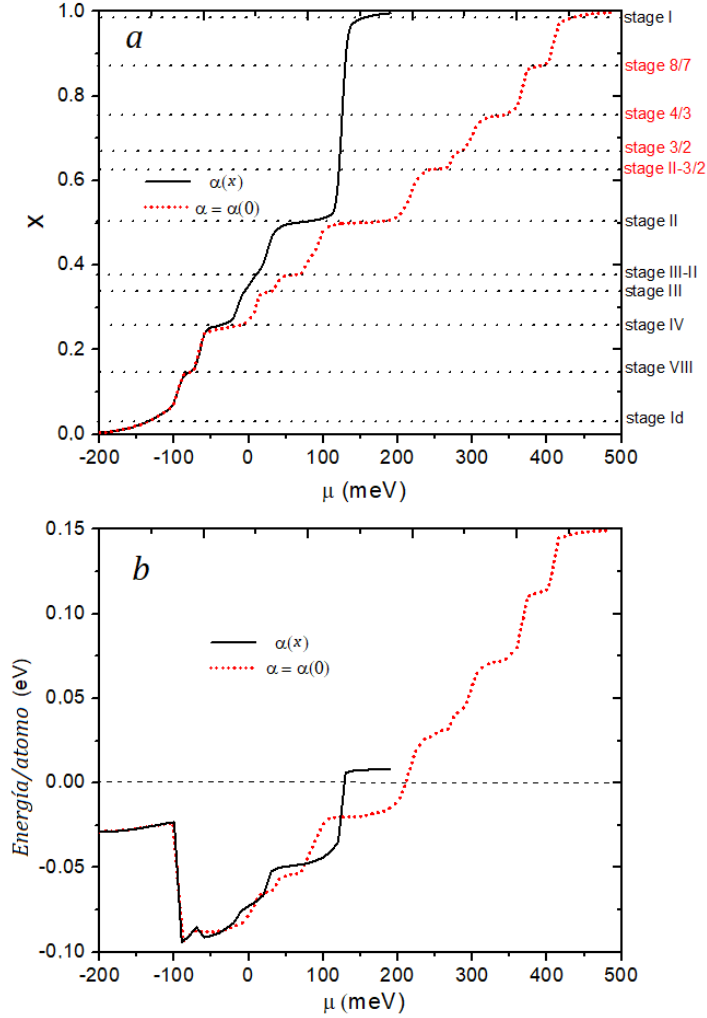 a
1.0
0.8
0.6
0.4
0.2
0.0
X
α(x)
α = α(0)
stage I
stage 8/7
stage 4/3
stage 3/2
stage II-3/2
stage II
stage III-II
stage III
stage IV
stage VIII
stage Id
-200 -100 0 100 200 300 400 500
μ (meV)
b
0.15
0.10
0.05
0.00
-0.05
-0.10
Energía/atomo (eV)
α(x)
α = α(0)
-200 -100 0 100 200 300 400 500
μ (meV)